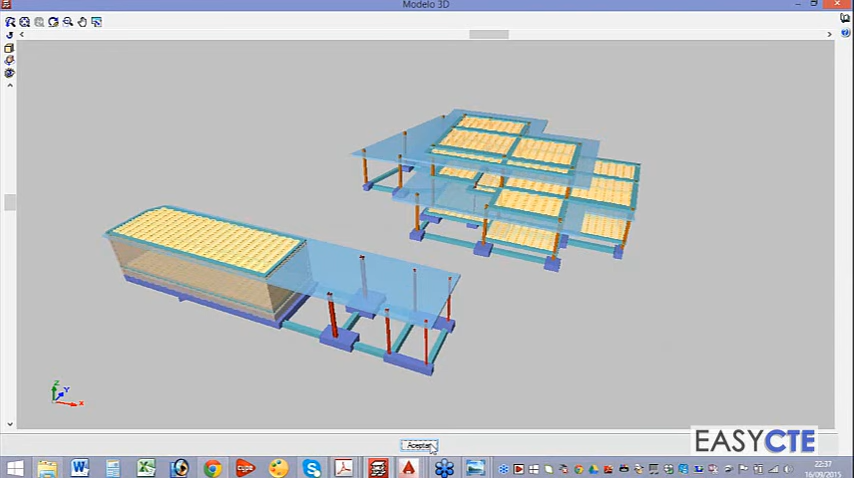 Modelo 3D
Z
Y
X
Aceptar
EASYCTE
22:37
16/09/2015